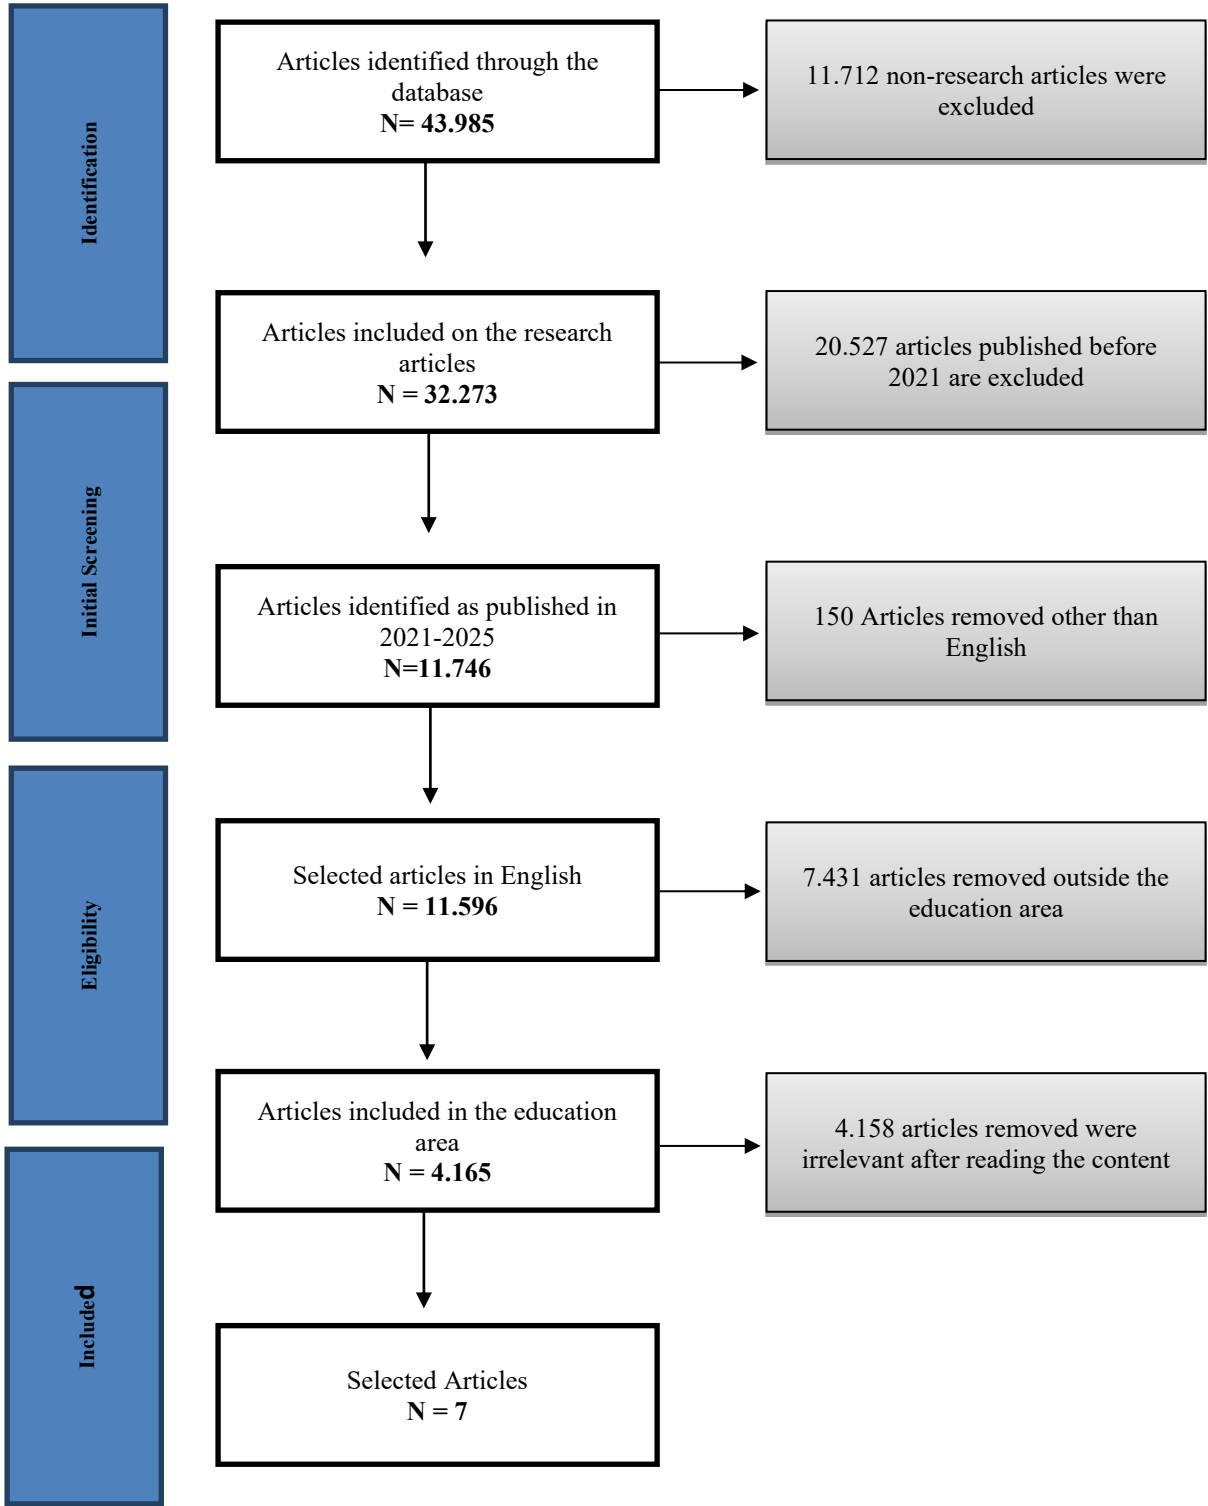 Identification
Articles identified through the
database
N= 43.985
11.712 non-research articles were
excluded
Articles included on the research
articles
N = 32.273
20.527 articles published before
2021 are excluded
Initial Screening
Articles identified as published in
2021-2025
N=11.746
150 Articles removed other than
English
Eligibility
Selected articles in English
N = 11.596
7.431 articles removed outside the
education area
Articles included in the education
area
N = 4.165
4.158 articles removed were
irrelevant after reading the content
Included
Selected Articles
N = 7